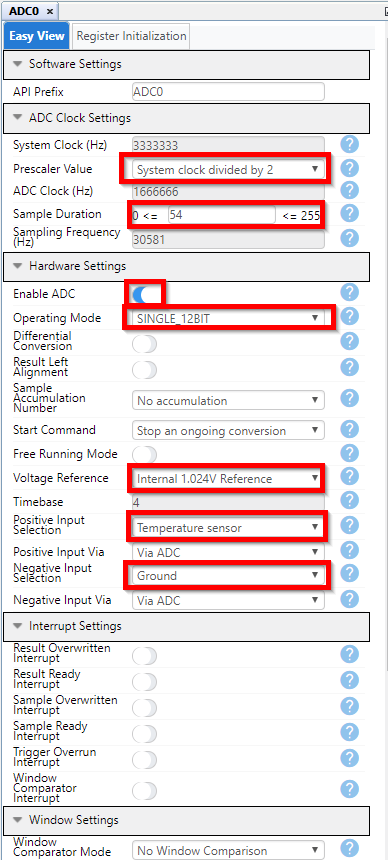 ADC0 ×
Easy View Register Initialization
Software Settings
API Prefix ADC0
ADC Clock Settings
System Clock (Hz) 3333333 ?
Prescaler Value System clock divided by 2 ?
ADC Clock (Hz) 1666666 ?
Sample Duration 0 <= 54 <= 255 ?
Sampling Frequency
(Hz) 30581 ?
Hardware Settings
Enable ADC ?
Operating Mode SINGLE_12BIT ?
Differential
Conversion ?
Result Left
Alignment ?
Sample
Accumulation
Number No accumulation ?
Start Command Stop an ongoing conversion ?
Free Running Mode ?
Voltage Reference Internal 1.024V Reference ?
Timebase 4 ?
Positive Input
Selection Temperature sensor ?
Positive Input Via Via ADC ?
Negative Input
Selection Ground ?
Negative Input Via Via ADC ?
Interrupt Settings
Result Overwritten
Interrupt ?
Result Ready
Interrupt ?
Sample Overwritten
Interrupt ?
Sample Ready
Interrupt ?
Trigger Overrun
Interrupt ?
Window
Comparator
Interrupt ?
Window Settings
Window
Comparator Mode No Window Comparison ?